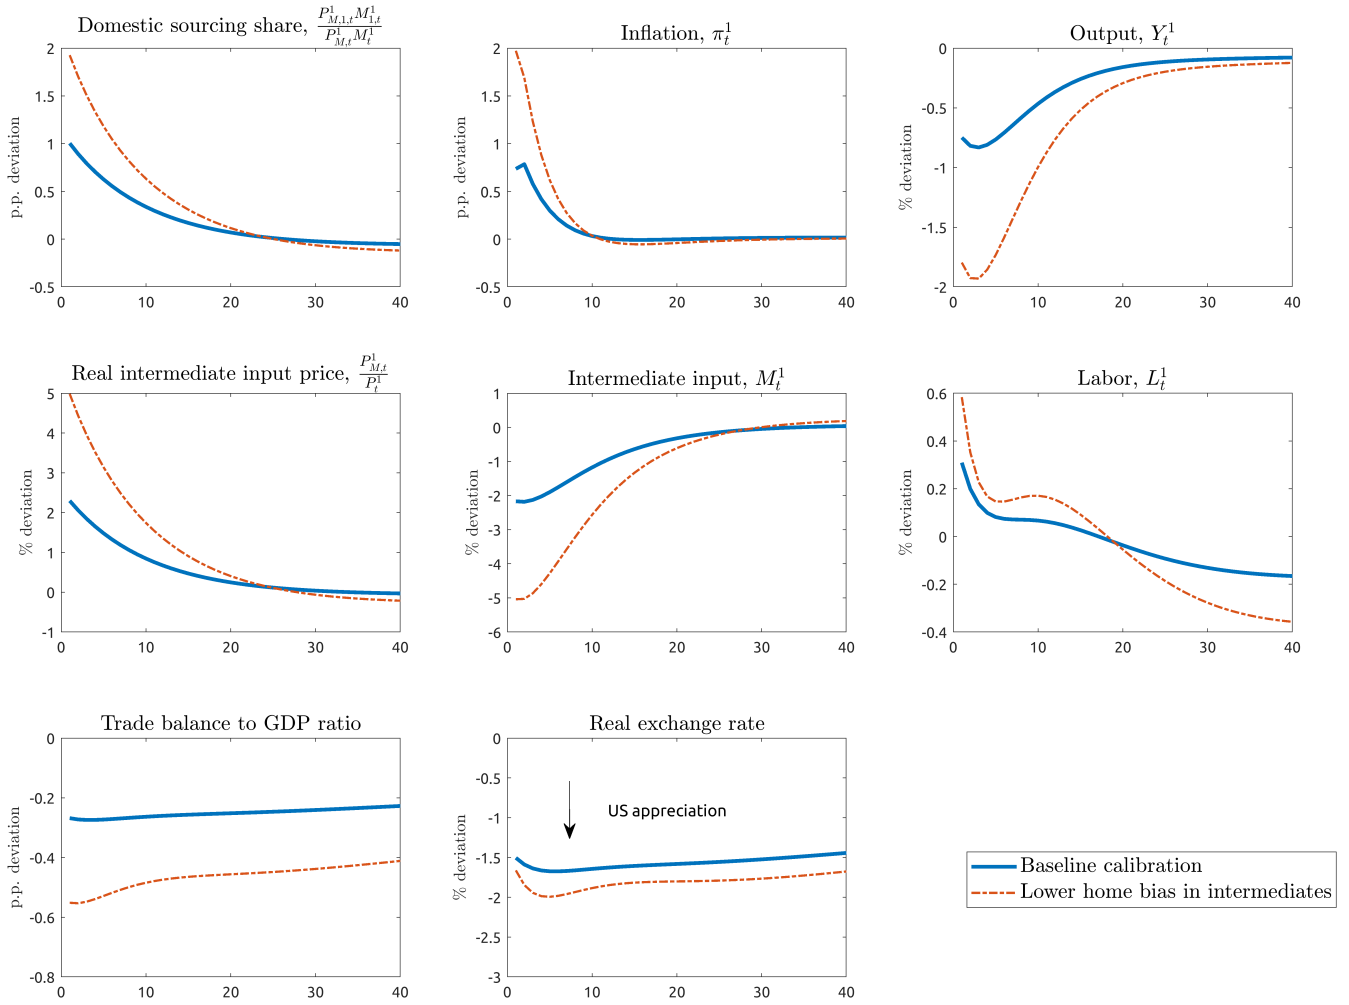 Domestic sourcing share, $\frac{P^1_{M,1,t}M^1_{1,t}}{P^1_{M,t}M^1_t}$
p.p. deviation
2
1.5
1
0.5
0
-0.5
0 10 20 30 40
Inflation, $\pi^1_t$
p.p. deviation
2
1.5
1
0.5
0
-0.5
0 10 20 30 40
Output, $Y^1_t$
% deviation
0
-0.5
-1
-1.5
-2
0 10 20 30 40
Real intermediate input price, $\frac{P^1_{M,t}}{P^1_t}$
% deviation
5
4
3
2
1
0
-1
0 10 20 30 40
Intermediate input, $M^1_t$
% deviation
1
0
-1
-2
-3
-4
-5
-6
0 10 20 30 40
Labor, $L^1_t$
% deviation
0.6
0.4
0.2
0
-0.2
-0.4
0 10 20 30 40
Trade balance to GDP ratio
p.p. deviation
0
-0.2
-0.4
-0.6
-0.8
0 10 20 30 40
Real exchange rate
% deviation
0
-0.5
-1
-1.5
-2
-2.5
-3
0 10 20 30 40
US appreciation
Baseline calibration
Lower home bias in intermediates